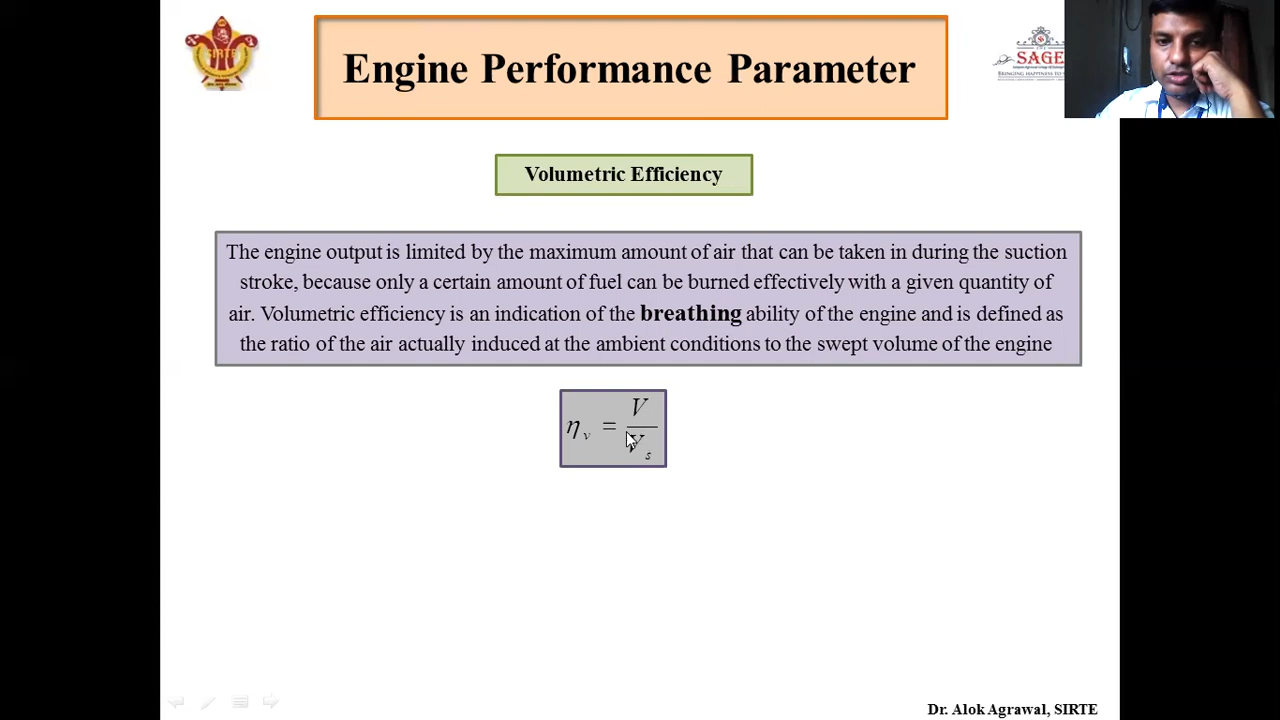 SIRTE
Engine Performance Parameter
SAGE
Volumetric Efficiency
The engine output is limited by the maximum amount of air that can be taken in during the suction
stroke, because only a certain amount of fuel can be burned effectively with a given quantity of
air. Volumetric efficiency is an indication of the breathing ability of the engine and is defined as
the ratio of the air actually induced at the ambient conditions to the swept volume of the engine
η_v = V / V_s
Dr. Alok Agrawal, SIRTE